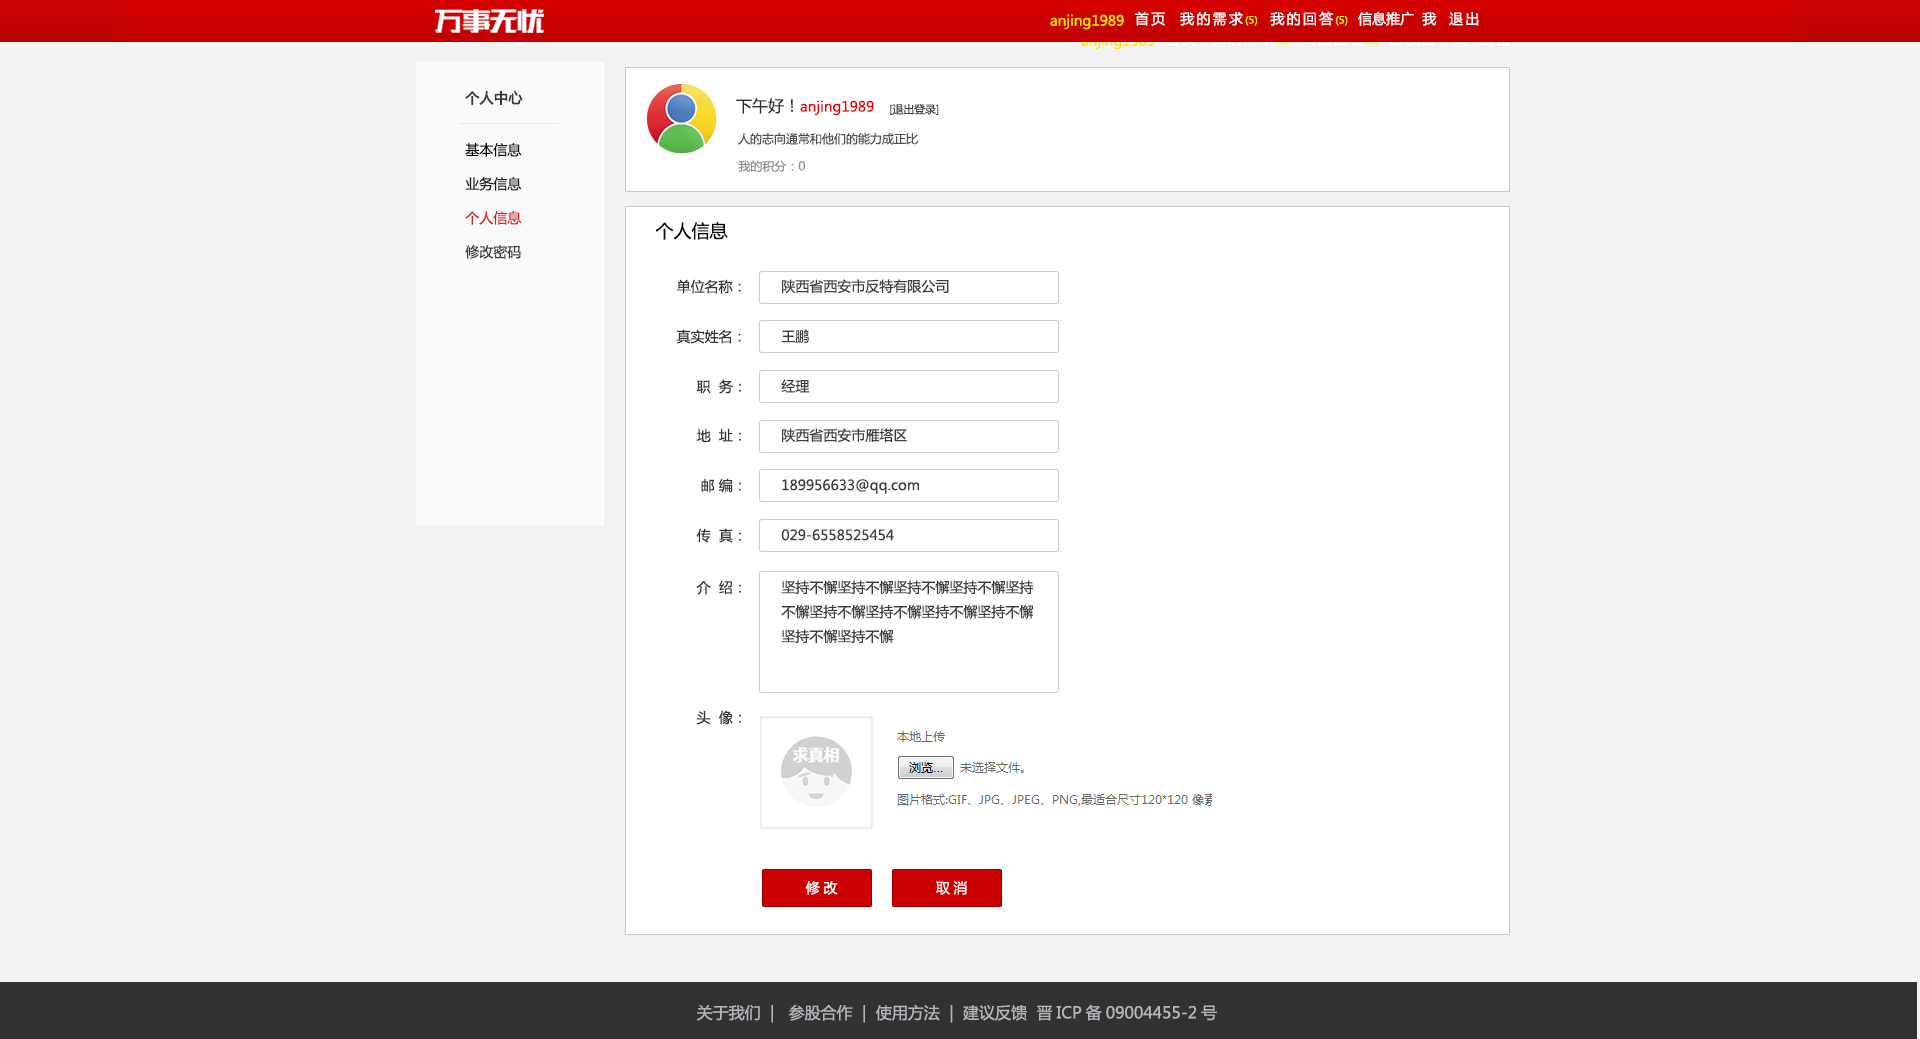 万事无忧
anjing1989 首页 我的需求(5) 我的回答(5) 信息推广 我 退出
个人中心
基本信息
业务信息
个人信息
修改密码
下午好！anjing1989 [退出登录]
人的志向通常和他们的能力成正比
我的积分：0
个人信息
单位名称： 陕西省西安市反特有限公司
真实姓名： 王鹏
职 务： 经理
地 址： 陕西省西安市雁塔区
邮 编： 189956633@qq.com
传 真： 029-6558525454
介 绍： 坚持不懈坚持不懈坚持不懈坚持不懈坚持
不懈坚持不懈坚持不懈坚持不懈坚持不懈
坚持不懈坚持不懈
头 像：
求真相
本地上传
浏览... 未选择文件。
图片格式:GIF、JPG、JPEG、PNG,最适合尺寸120*120 像素
修 改 取 消
关于我们 | 参股合作 | 使用方法 | 建议反馈 晋 ICP 备 09004455-2 号